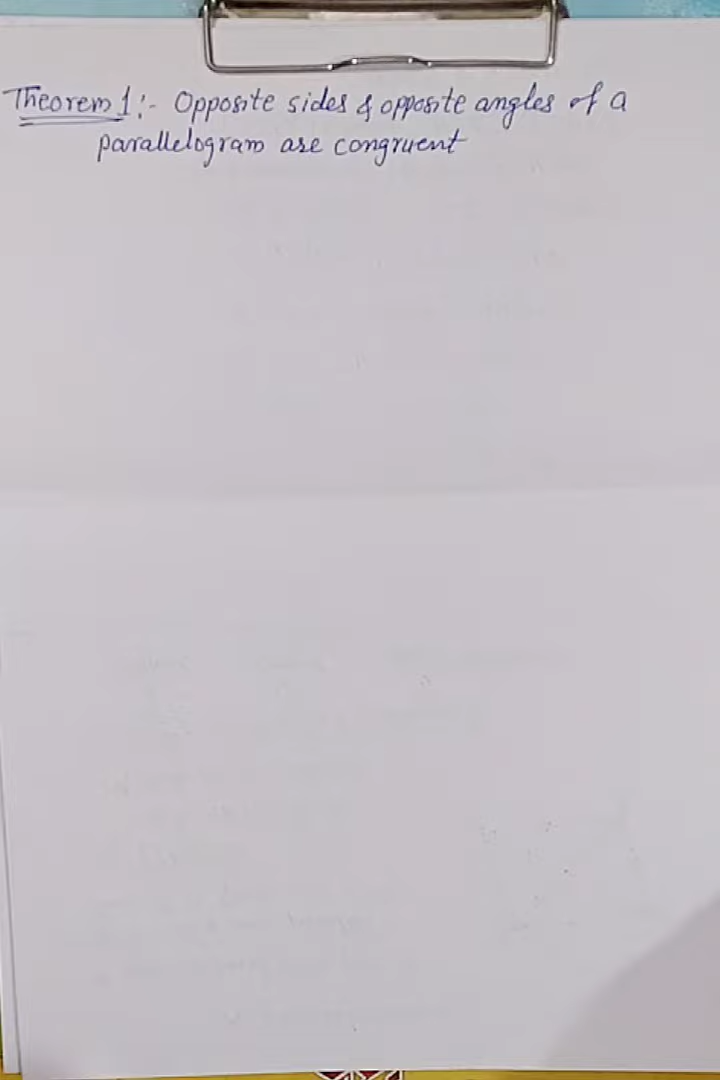 Theorem 1 :- Opposite sides & opposite angles of a
parallelogram are congruent